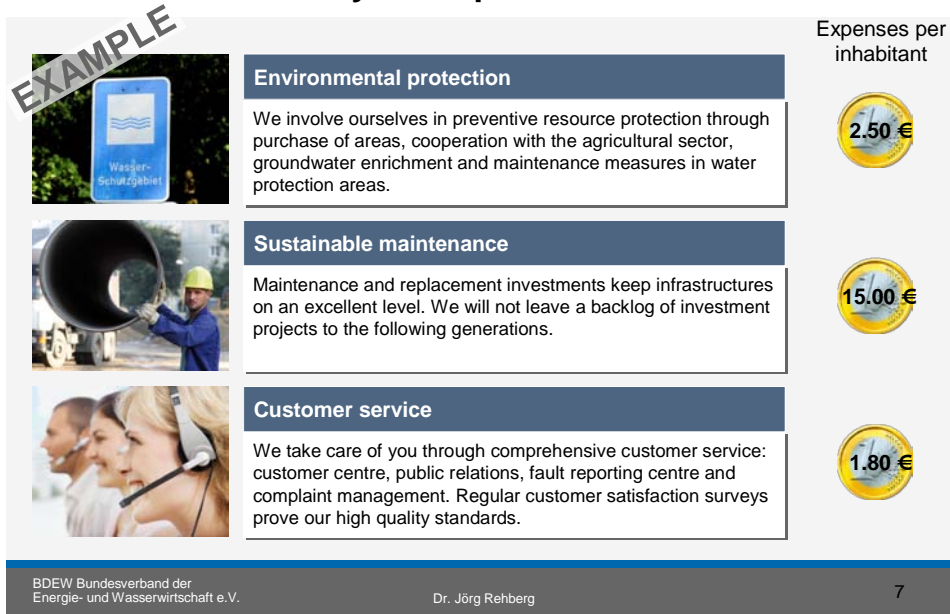 EXAMPLE
Expenses per
inhabitant
Wasser-
Schutzgebiet
Environmental protection
We involve ourselves in preventive resource protection through
purchase of areas, cooperation with the agricultural sector,
groundwater enrichment and maintenance measures in water
protection areas.
2.50 €
Sustainable maintenance
Maintenance and replacement investments keep infrastructures
on an excellent level. We will not leave a backlog of investment
projects to the following generations.
15.00 €
Customer service
We take care of you through comprehensive customer service:
customer centre, public relations, fault reporting centre and
complaint management. Regular customer satisfaction surveys
prove our high quality standards.
1.80 €
BDEW Bundesverband der
Energie- und Wasserwirtschaft e.V.
Dr. Jörg Rehberg
7